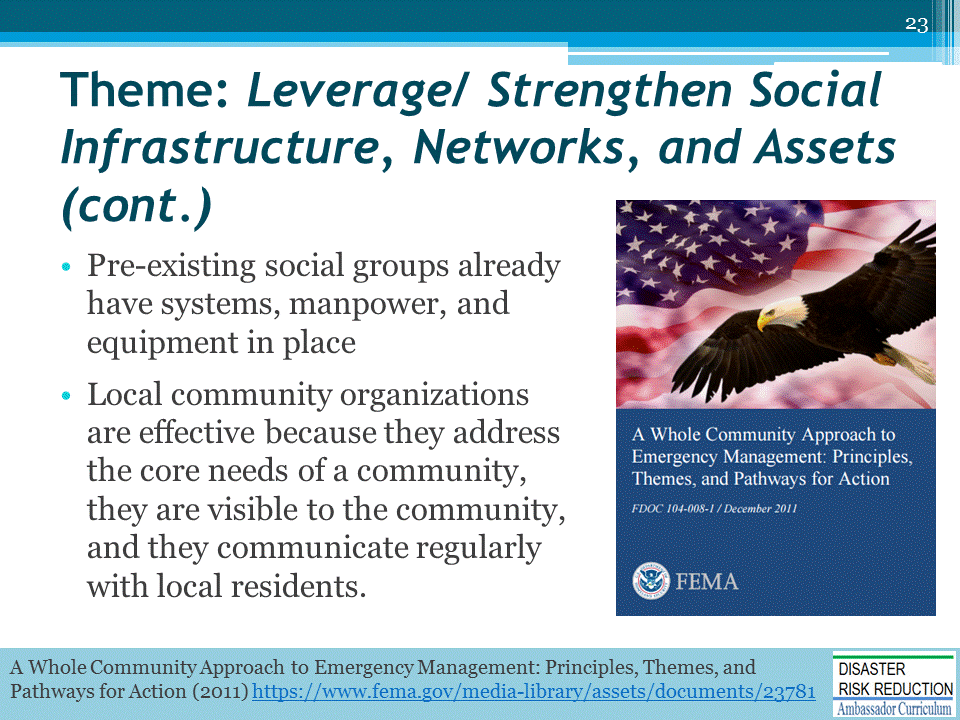 23
Theme: Leverage/ Strengthen Social
Infrastructure, Networks, and Assets
(cont.)
• Pre-existing social groups already
have systems, manpower, and
equipment in place
• Local community organizations
are effective because they address
the core needs of a community,
they are visible to the community,
and they communicate regularly
with local residents.
A Whole Community Approach to
Emergency Management: Principles,
Themes, and Pathways for Action
FDOC 104-008-1 / December 2011
FEMA
A Whole Community Approach to Emergency Management: Principles, Themes, and
Pathways for Action (2011) https://www.fema.gov/media-library/assets/documents/23781
DISASTER
RISK REDUCTION
Ambassador Curriculum